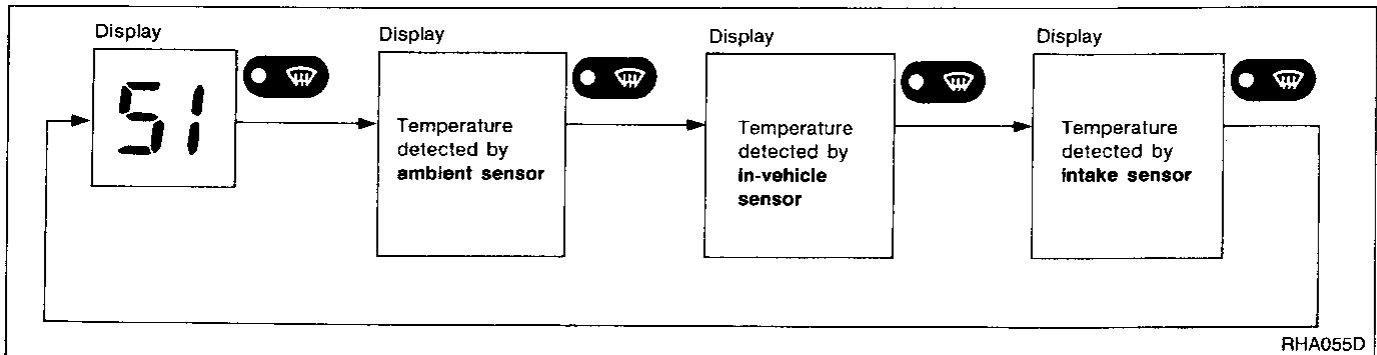 Display
51
Display
Temperature
detected by
ambient sensor
Display
Temperature
detected by
in-vehicle
sensor
Display
Temperature
detected by
intake sensor
RHA055D